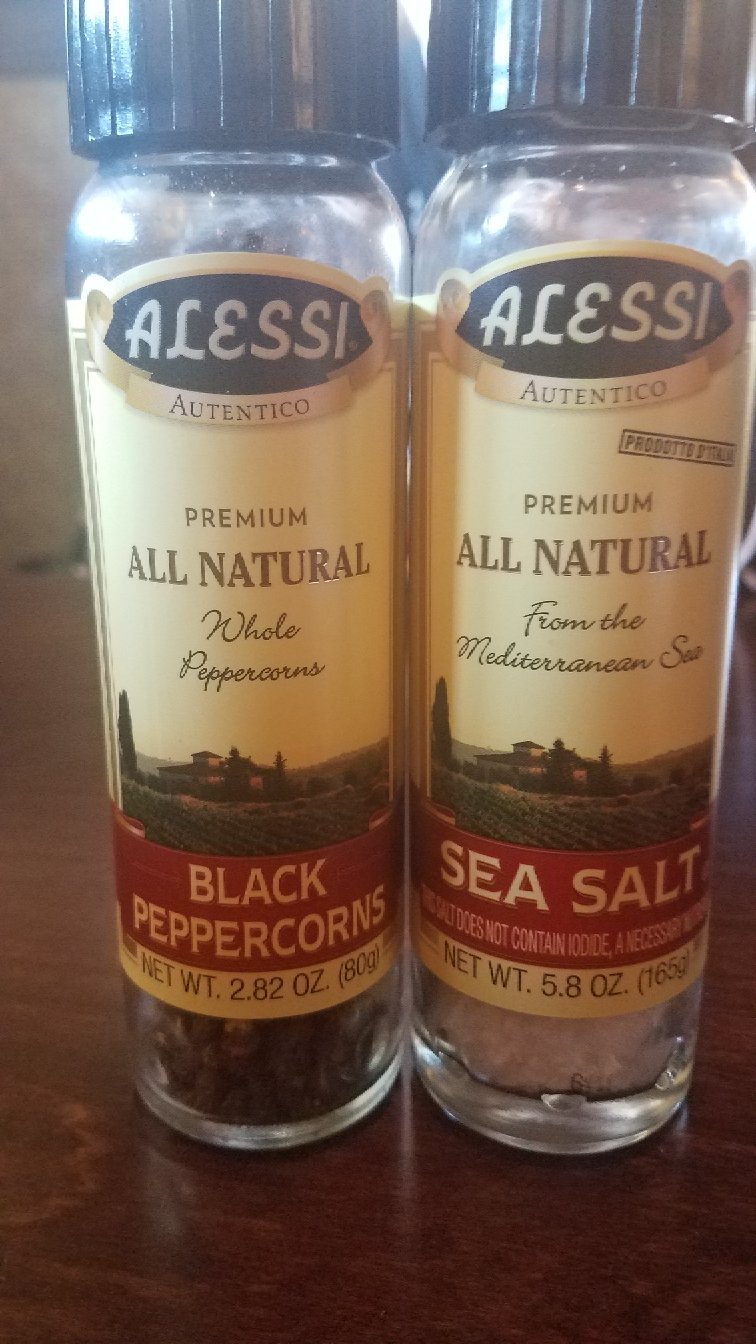 ALESSI®
AUTENTICO
PREMIUM
ALL NATURAL
Whole
Peppercorns
BLACK
PEPPERCORNS
NET WT. 2.82 OZ. (80g)
ALESSI®
AUTENTICO
PRODOTTO D'ITALIA
PREMIUM
ALL NATURAL
From the
Mediterranean Sea
SEA SALT
SALT DOES NOT CONTAIN IODIDE, A NECESSARY
NET WT. 5.8 OZ. (165g)